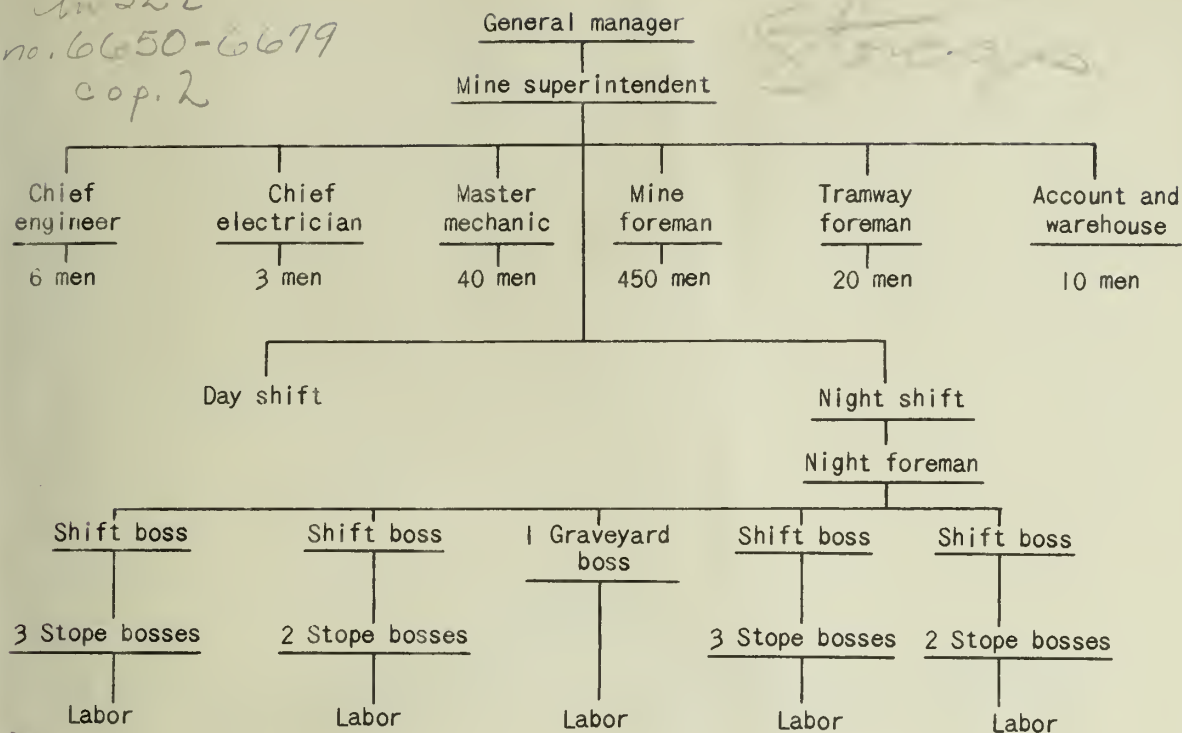 no. 6650-6679
cop. 2
General manager
Mine superintendent
Chief
engineer
6 men
Chief
electrician
3 men
Master
mechanic
40 men
Mine
foreman
450 men
Tramway
foreman
20 men
Account and
warehouse
10 men
Day shift
Night shift
Night foreman
Shift boss
3 Stope bosses
Labor
Shift boss
2 Stope bosses
Labor
1 Graveyard
boss
Labor
Shift boss
3 Stope bosses
Labor
Shift boss
2 Stope bosses
Labor